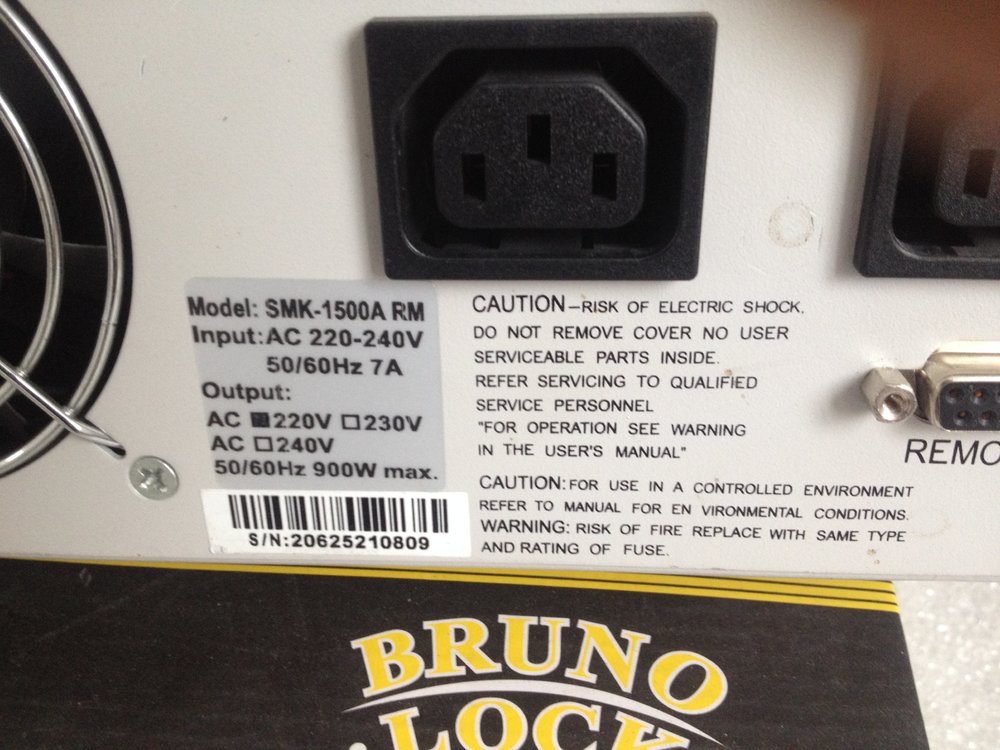 Model: SMK-1500A RM
Input:AC 220-240V
50/60Hz 7A
Output:
AC ■220V □230V
AC □240V
50/60Hz 900W max.
S/N:20625210809
CAUTION-RISK OF ELECTRIC SHOCK.
DO NOT REMOVE COVER NO USER
SERVICEABLE PARTS INSIDE.
REFER SERVICING TO QUALIFIED
SERVICE PERSONNEL
"FOR OPERATION SEE WARNING
IN THE USER'S MANUAL"
CAUTION: FOR USE IN A CONTROLLED ENVIRONMENT
REFER TO MANUAL FOR EN VIRONMENTAL CONDITIONS.
WARNING: RISK OF FIRE REPLACE WITH SAME TYPE
AND RATING OF FUSE.
REMO
BRUNO
LOCK